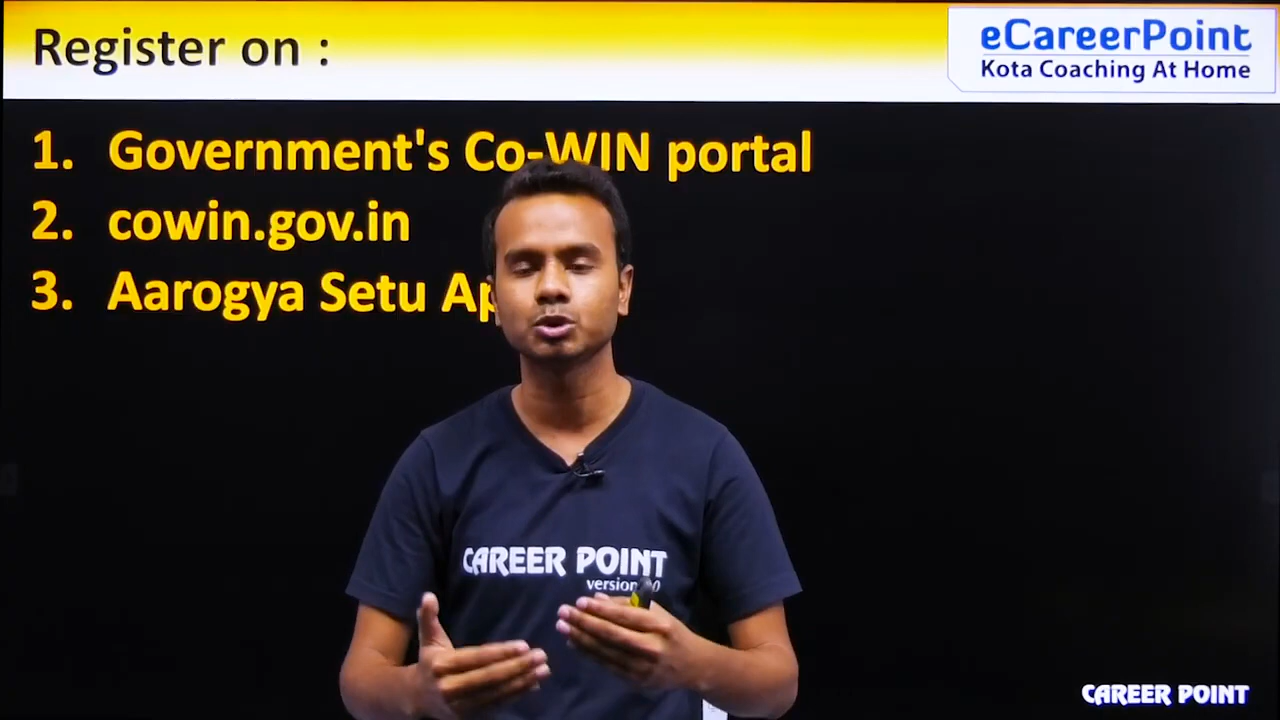 Register on :
eCareerPoint
Kota Coaching At Home
1. Government's Co-WIN portal
2. cowin.gov.in
3. Aarogya Setu
CAREER POINT
version
CAREER POINT